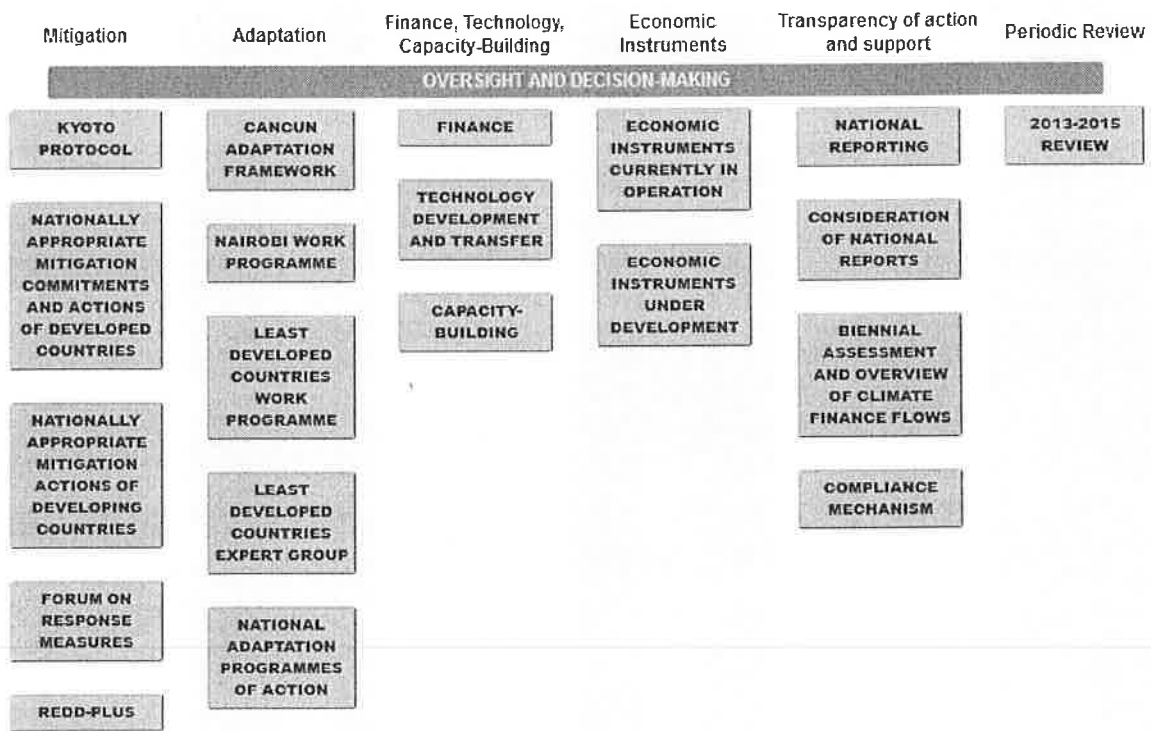 Mitigation
Adaptation
Finance, Technology,
Capacity-Building
Economic
Instruments
Transparency of action
and support
Periodic Review
OVERSIGHT AND DECISION-MAKING
KYOTO
PROTOCOL
NATIONALLY
APPROPRIATE
MITIGATION
COMMITMENTS
AND ACTIONS
OF DEVELOPED
COUNTRIES
NATIONALLY
APPROPRIATE
MITIGATION
ACTIONS OF
DEVELOPING
COUNTRIES
FORUM ON
RESPONSE
MEASURES
REDD-PLUS
CANCUN
ADAPTATION
FRAMEWORK
NAIROBI WORK
PROGRAMME
LEAST
DEVELOPED
COUNTRIES
WORK
PROGRAMME
LEAST
DEVELOPED
COUNTRIES
EXPERT GROUP
NATIONAL
ADAPTATION
PROGRAMMES
OF ACTION
FINANCE
TECHNOLOGY
DEVELOPMENT
AND TRANSFER
CAPACITY-
BUILDING
ECONOMIC
INSTRUMENTS
CURRENTLY IN
OPERATION
ECONOMIC
INSTRUMENTS
UNDER
DEVELOPMENT
NATIONAL
REPORTING
CONSIDERATION
OF NATIONAL
REPORTS
BIENNIAL
ASSESSMENT
AND OVERVIEW
OF CLIMATE
FINANCE FLOWS
COMPLIANCE
MECHANISM
2013-2015
REVIEW